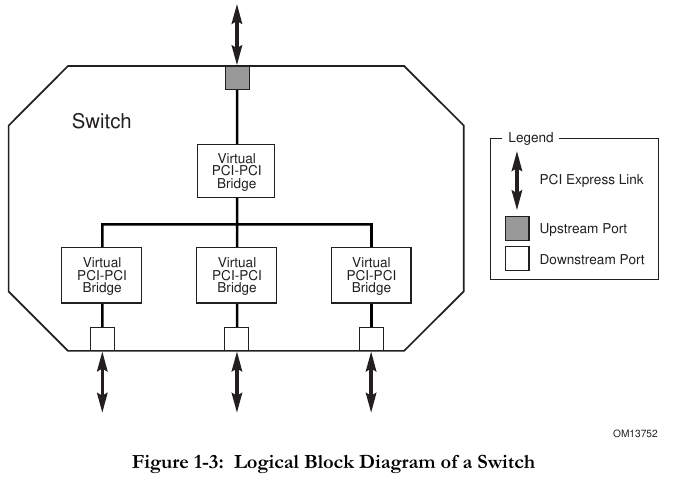 Switch
Virtual
PCI-PCI
Bridge
Virtual
PCI-PCI
Bridge
Virtual
PCI-PCI
Bridge
Virtual
PCI-PCI
Bridge
Legend
PCI Express Link
Upstream Port
Downstream Port
OM13752
Figure 1-3: Logical Block Diagram of a Switch